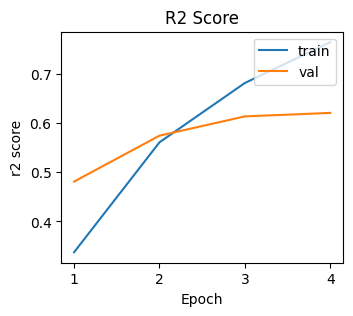 R2 Score
train
val
r2 score
0.7
0.6
0.5
0.4
1
2
3
4
Epoch